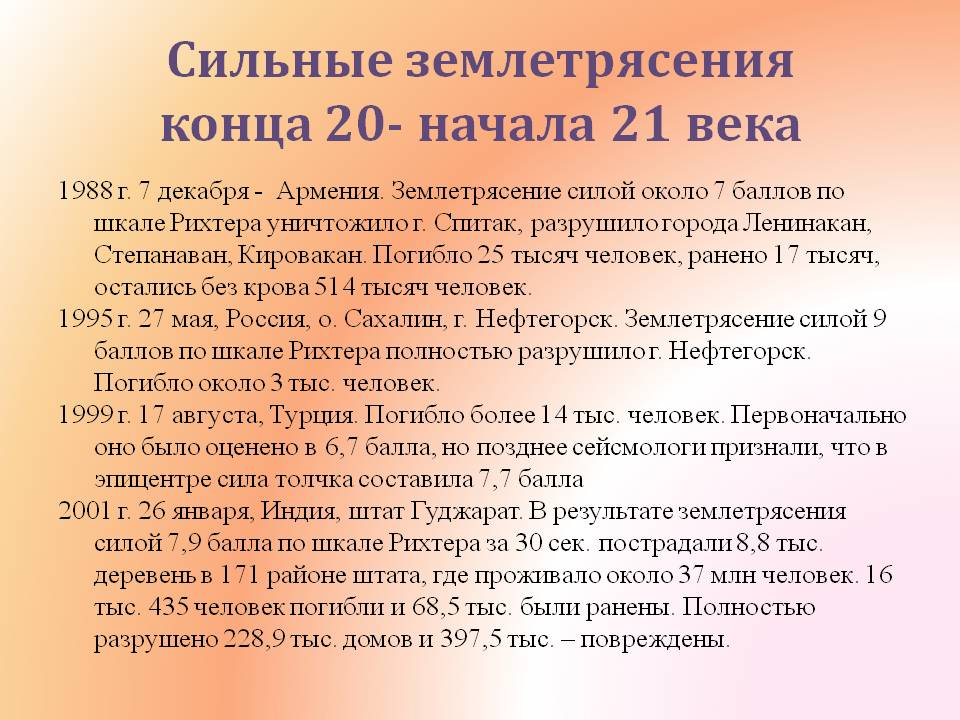 Сильные землетрясения
конца 20- начала 21 века
1988 г. 7 декабря - Армения. Землетрясение силой около 7 баллов по
шкале Рихтера уничтожило г. Спитак, разрушило города Ленинакан,
Степанаван, Кировакан. Погибло 25 тысяч человек, ранено 17 тысяч,
остались без крова 514 тысяч человек.
1995 г. 27 мая, Россия, о. Сахалин, г. Нефтегорск. Землетрясение силой 9
баллов по шкале Рихтера полностью разрушило г. Нефтегорск.
Погибло около 3 тыс. человек.
1999 г. 17 августа, Турция. Погибло более 14 тыс. человек. Первоначально
оно было оценено в 6,7 балла, но позднее сейсмологи признали, что в
эпицентре сила толчка составила 7,7 балла
2001 г. 26 января, Индия, штат Гуджарат. В результате землетрясения
силой 7,9 балла по шкале Рихтера за 30 сек. пострадали 8,8 тыс.
деревень в 171 районе штата, где проживало около 37 млн человек. 16
тыс. 435 человек погибли и 68,5 тыс. были ранены. Полностью
разрушено 228,9 тыс. домов и 397,5 тыс. – повреждены.